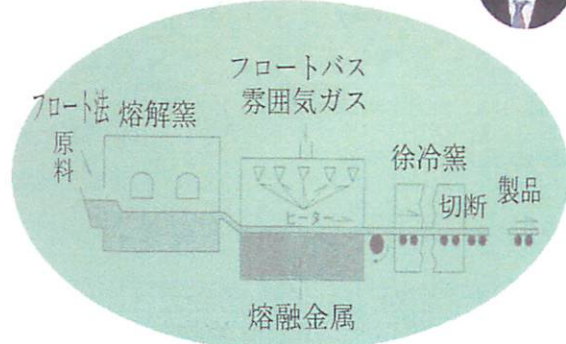 フロートバス
雰囲気ガス
フロート法
熔解窯
原料
徐冷窯
切断
製品
ヒーター
熔融金属